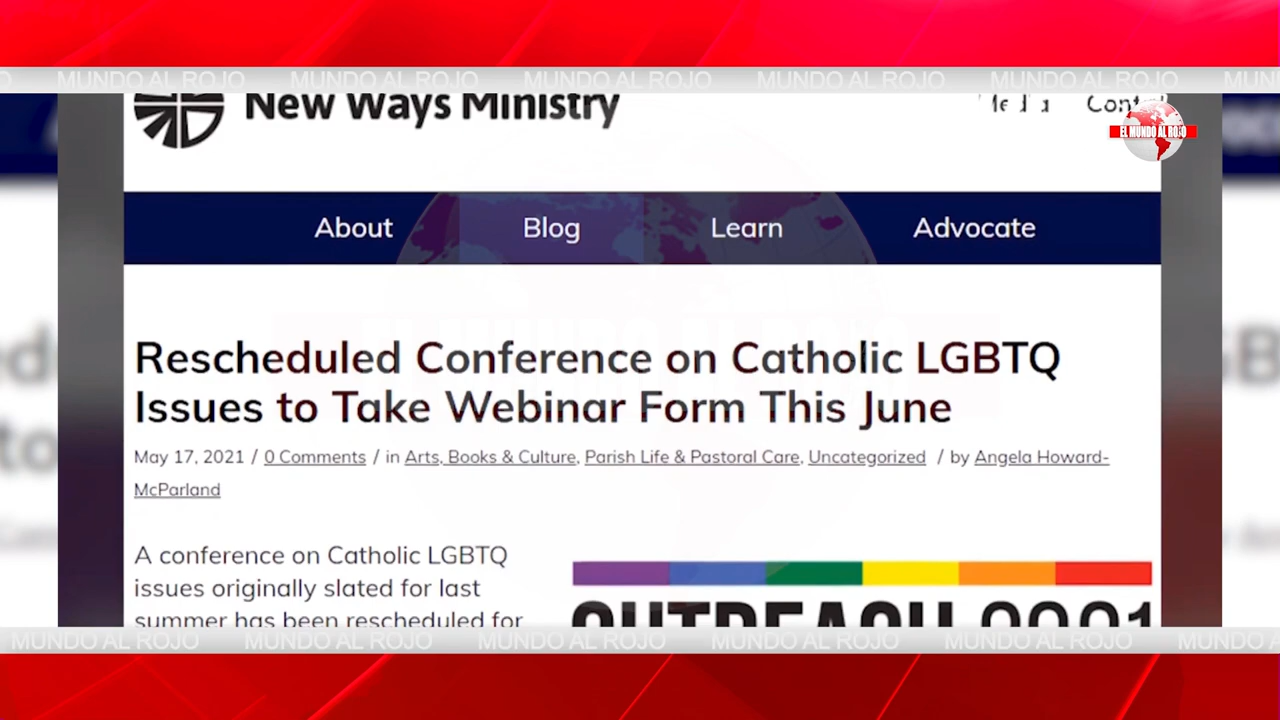 MUNDO AL ROJO MUNDO AL ROJO MUNDO AL ROJO MUNDO AL ROJO MUNDO AL ROJO
New Ways Ministry
EL MUNDO AL ROJO
About Blog Learn Advocate
Rescheduled Conference on Catholic LGBTQ
Issues to Take Webinar Form This June
May 17, 2021 / 0 Comments / in Arts, Books & Culture, Parish Life & Pastoral Care, Uncategorized / by Angela Howard-
McParland
A conference on Catholic LGBTQ
issues originally slated for last
summer has been rescheduled for
OUTREACH 2021
MUNDO AL ROJO MUNDO AL ROJO MUNDO AL ROJO MUNDO AL ROJO MUNDO AL ROJO